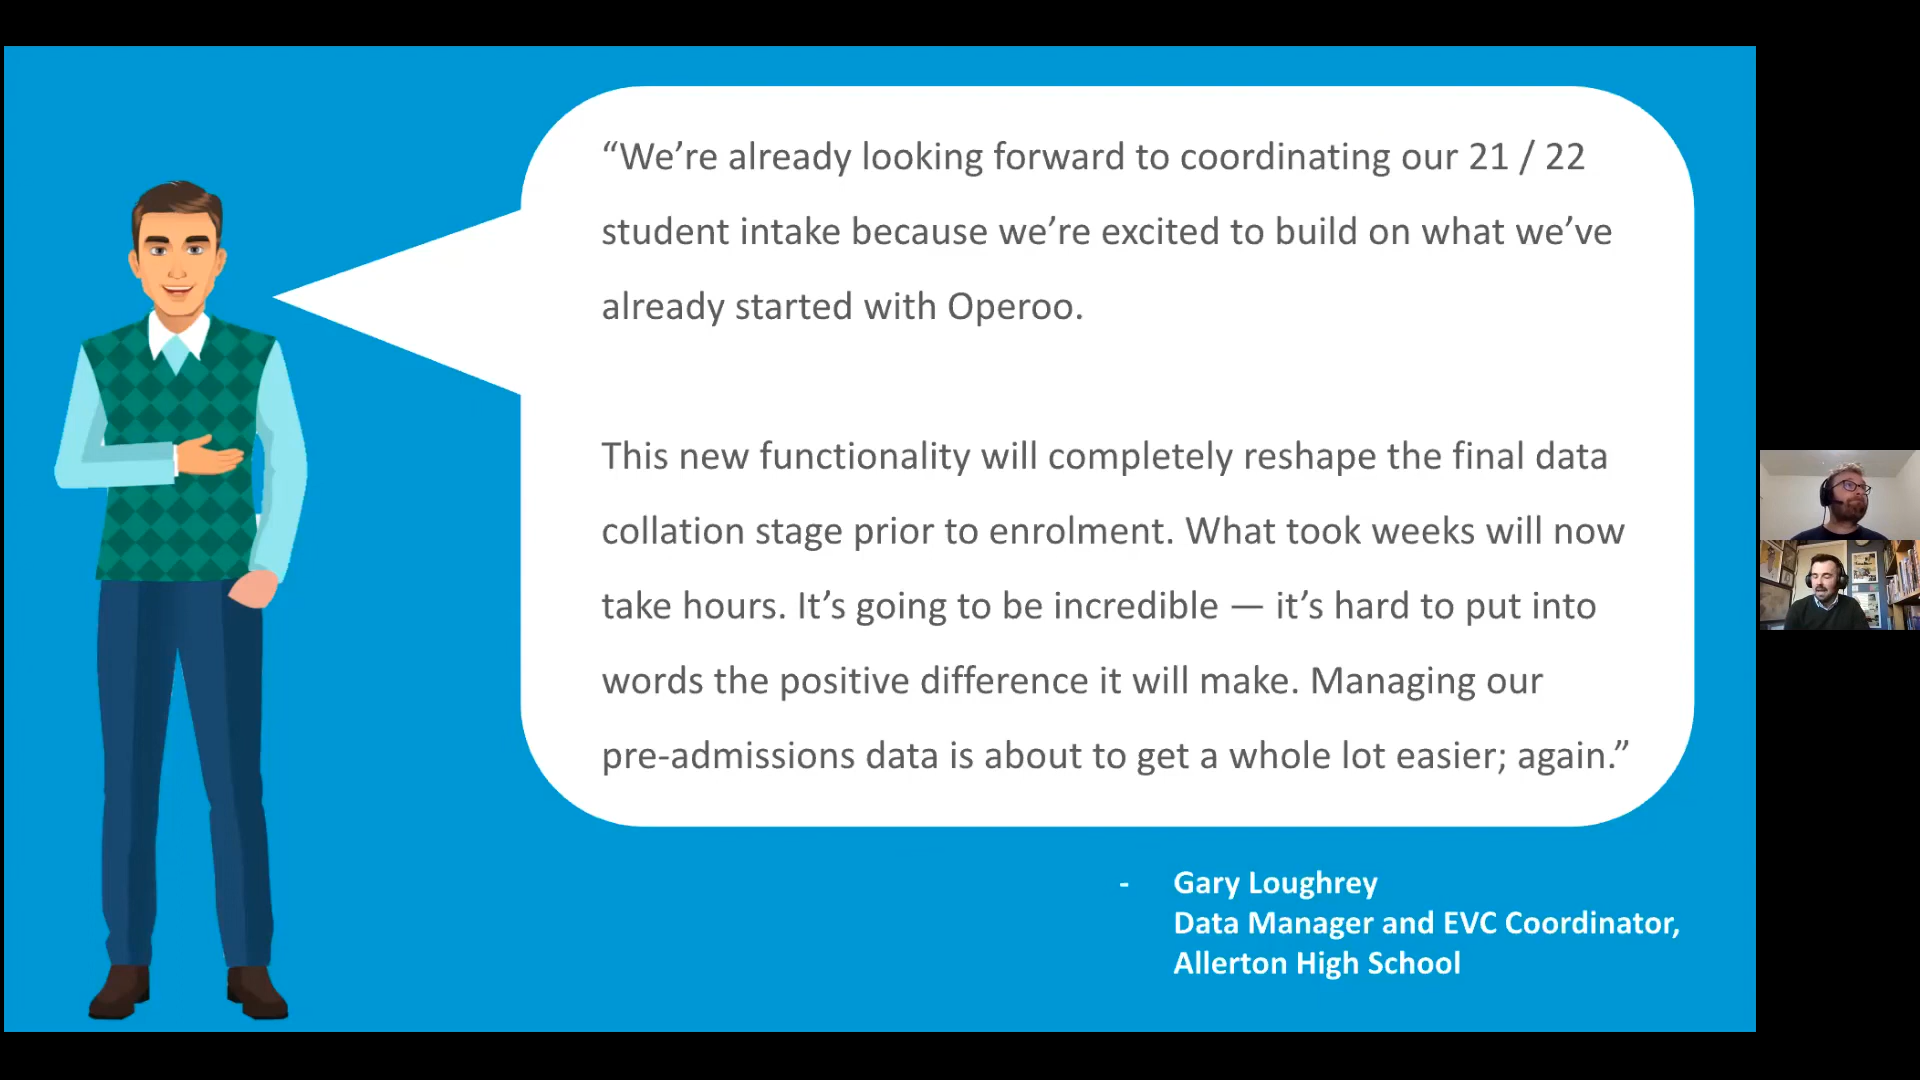 “We’re already looking forward to coordinating our 21 / 22
student intake because we’re excited to build on what we’ve
already started with Operoo.
This new functionality will completely reshape the final data
collation stage prior to enrolment. What took weeks will now
take hours. It’s going to be incredible — it’s hard to put into
words the positive difference it will make. Managing our
pre-admissions data is about to get a whole lot easier; again.”
- Gary Loughrey
Data Manager and EVC Coordinator,
Allerton High School